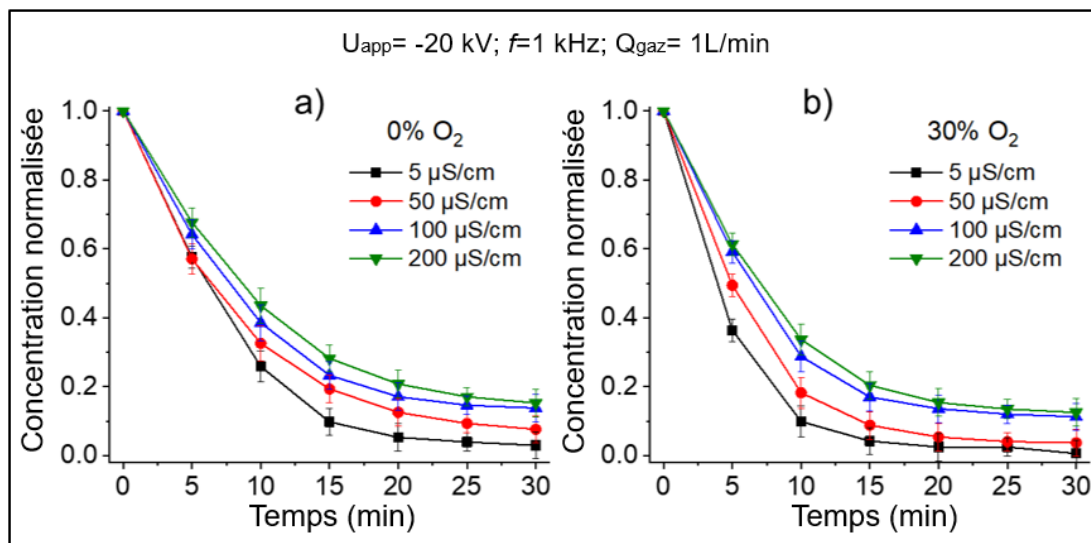 Uapp= -20 kV; f=1 kHz; Qgaz= 1L/min
a)
0% O2
5 µS/cm
50 µS/cm
100 µS/cm
200 µS/cm
Concentration normalisée
1.0
0.8
0.6
0.4
0.2
0.0
0 5 10 15 20 25 30
Temps (min)
b)
30% O2
5 µS/cm
50 µS/cm
100 µS/cm
200 µS/cm
Concentration normalisée
1.0
0.8
0.6
0.4
0.2
0.0
0 5 10 15 20 25 30
Temps (min)